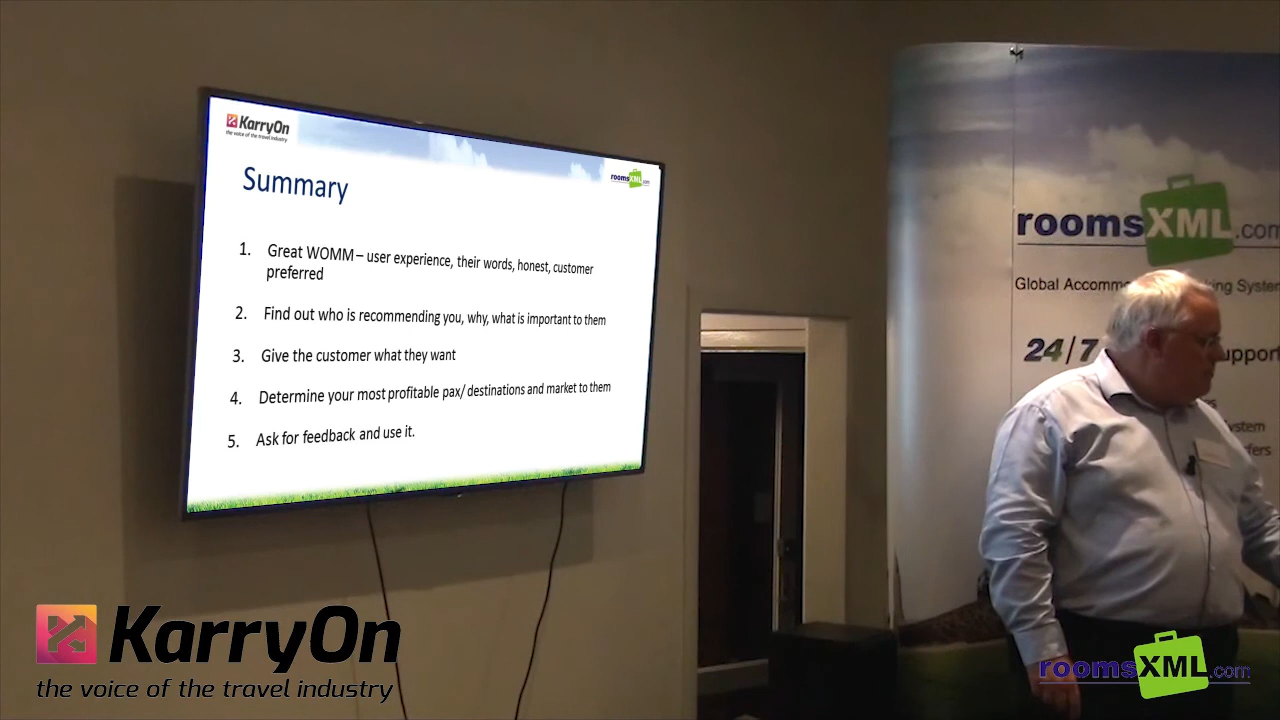 KarryOn
the voice of the travel industry
roomsXML.com
Summary
1. Great WOMM – user experience, their words, honest, customer
preferred
2. Find out who is recommending you, why, what is important to them
3. Give the customer what they want
4. Determine your most profitable pax/ destinations and market to them
5. Ask for feedback and use it.
roomsXML.com
Global
24/7
KarryOn
the voice of the travel industry
roomsXML.com